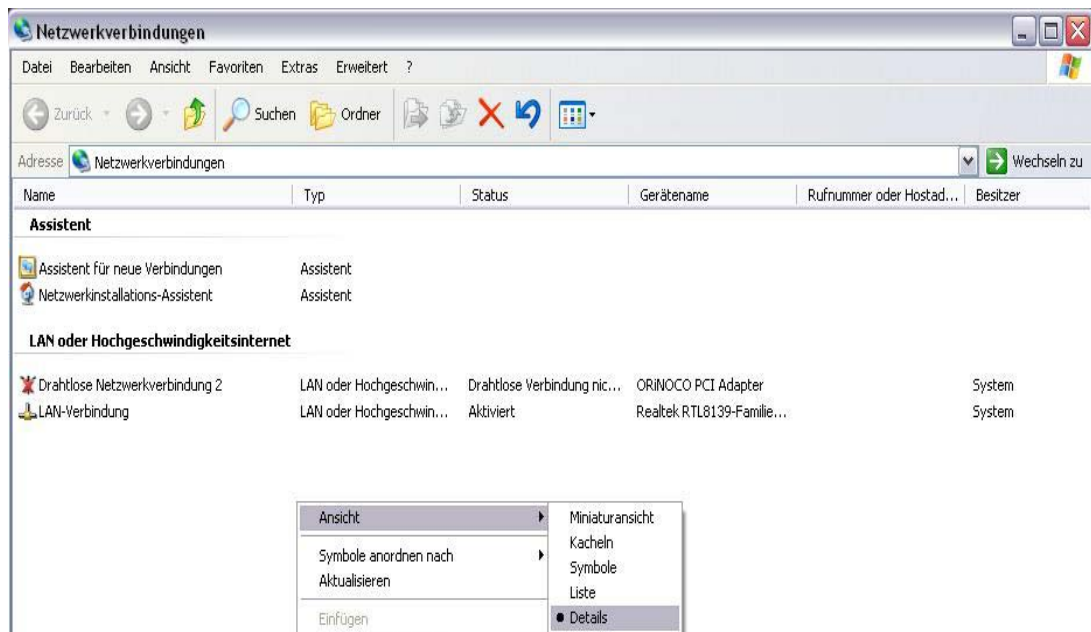 Netzwerkverbindungen
Datei Bearbeiten Ansicht Favoriten Extras Erweitert ?
Zurück Suchen Ordner
Adresse Netzwerkverbindungen Wechseln zu
Name Typ Status Gerätename Rufnummer oder Hostad... Besitzer
Assistent
Assistent für neue Verbindungen Assistent
Netzwerkinstallations-Assistent Assistent
LAN oder Hochgeschwindigkeitsinternet
Drahtlose Netzwerkverbindung 2 LAN oder Hochgeschwin... Drahtlose Verbindung nic... ORiNOCO PCI Adapter System
LAN-Verbindung LAN oder Hochgeschwin... Aktiviert Realtek RTL8139-Familie... System
Ansicht Miniaturansicht
Kacheln
Symbole anordnen nach Symbole
Aktualisieren Liste
Einfügen Details